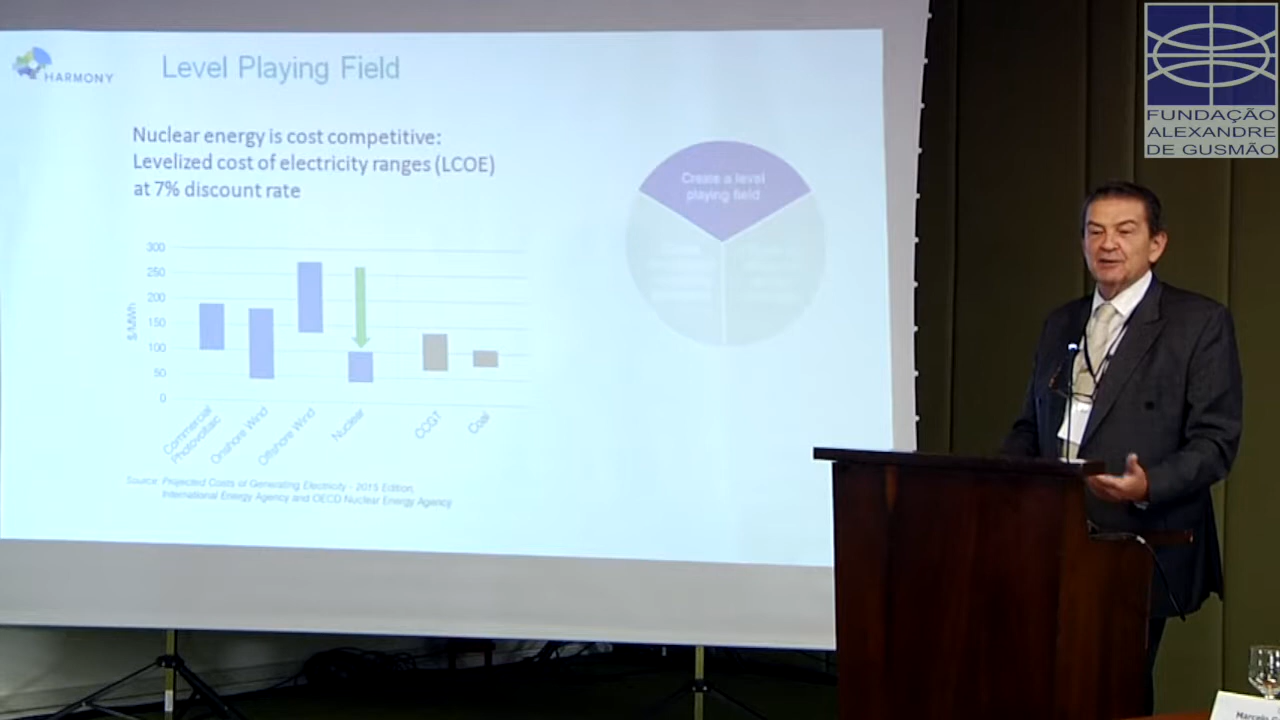 HARMONY
Level Playing Field
Nuclear energy is cost competitive:
Levelized cost of electricity ranges (LCOE)
at 7% discount rate
Create a level
playing field
300
250
200
150
100
50
0
$/MWh
Commercial
Photovoltaic
Onshore Wind
Offshore Wind
Nuclear
CCGT
Coal
Source: Projected Costs of Generating Electricity - 2015 Edition,
International Energy Agency and OECD Nuclear Energy Agency
FUNDAÇÃO
ALEXANDRE
DE GUSMÃO